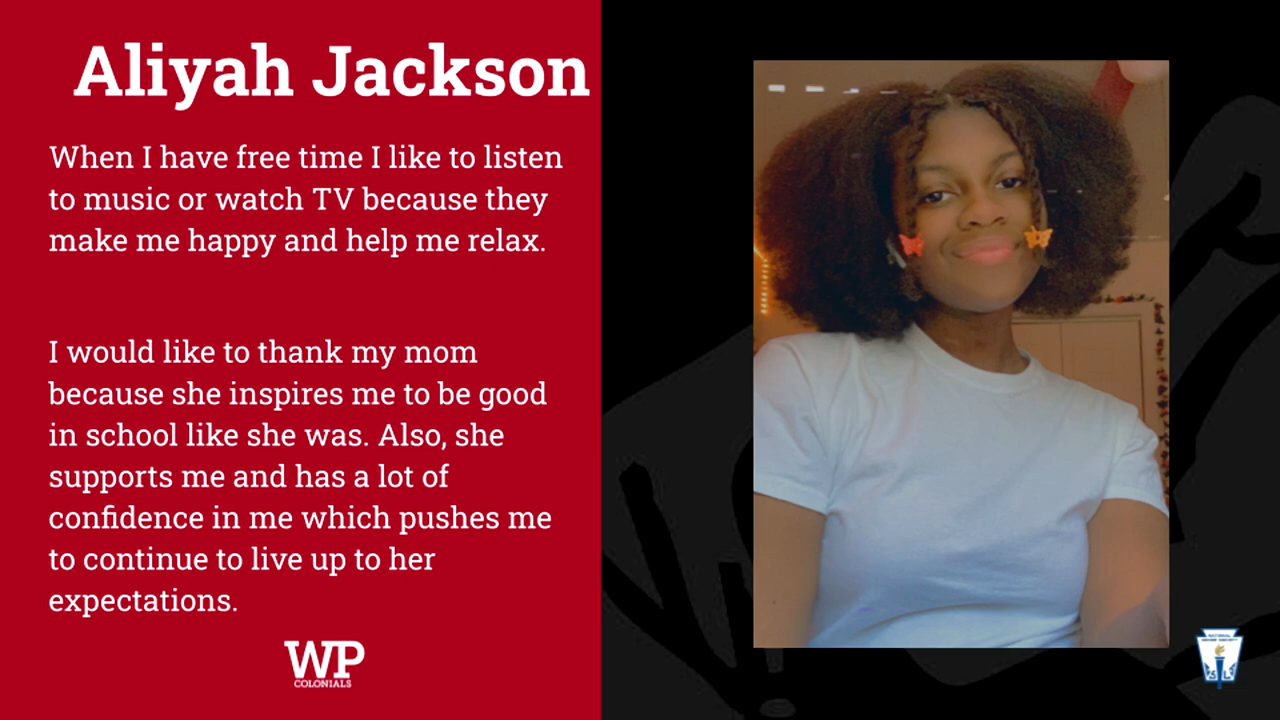 Aliyah Jackson
When I have free time I like to listen
to music or watch TV because they
make me happy and help me relax.
I would like to thank my mom
because she inspires me to be good
in school like she was. Also, she
supports me and has a lot of
confidence in me which pushes me
to continue to live up to her
expectations.
WP
COLONIALS
NATIONAL
HONOR SOCIETY